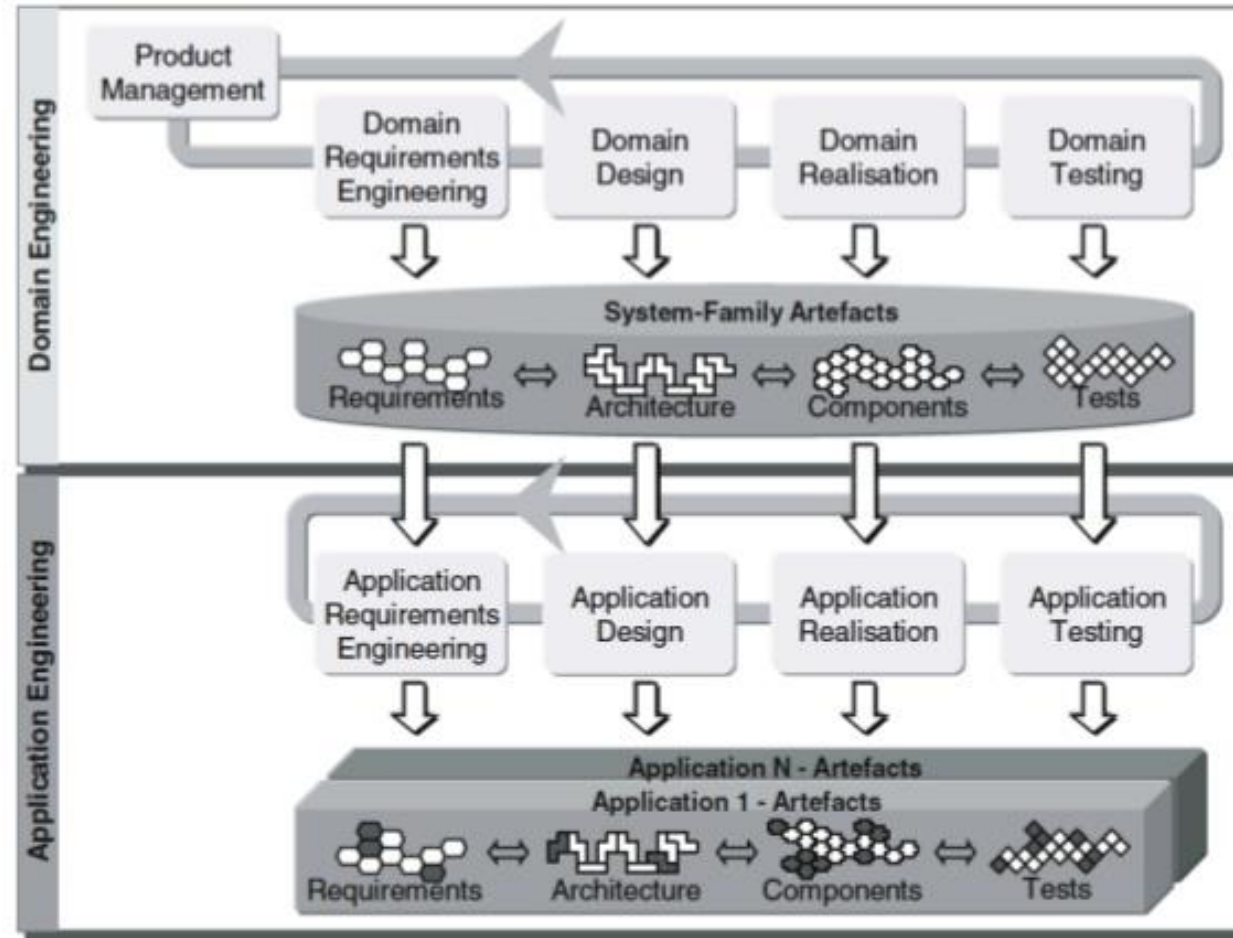 Domain Engineering
Product
Management
Domain
Requirements
Engineering
Domain
Design
Domain
Realisation
Domain
Testing
System-Family Artefacts
Requirements
Architecture
Components
Tests
Application Engineering
Application
Requirements
Engineering
Application
Design
Application
Realisation
Application
Testing
Application N - Artefacts
Application 1 - Artefacts
Requirements
Architecture
Components
Tests